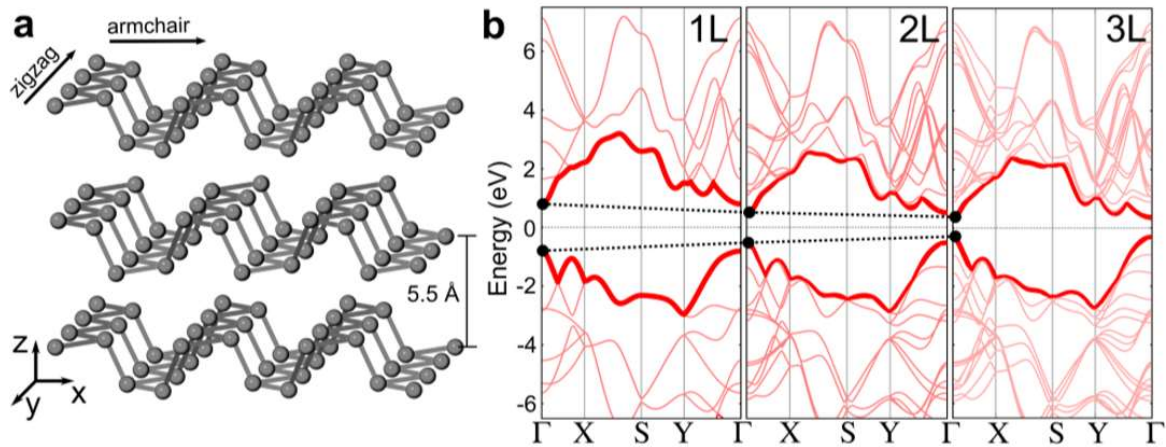 a
armchair
zigzag
5.5 Å
z
y
x
b
1L
2L
3L
Energy (eV)
6
4
2
0
-2
-4
-6
Γ X S Y Γ X S Y Γ X S Y Γ